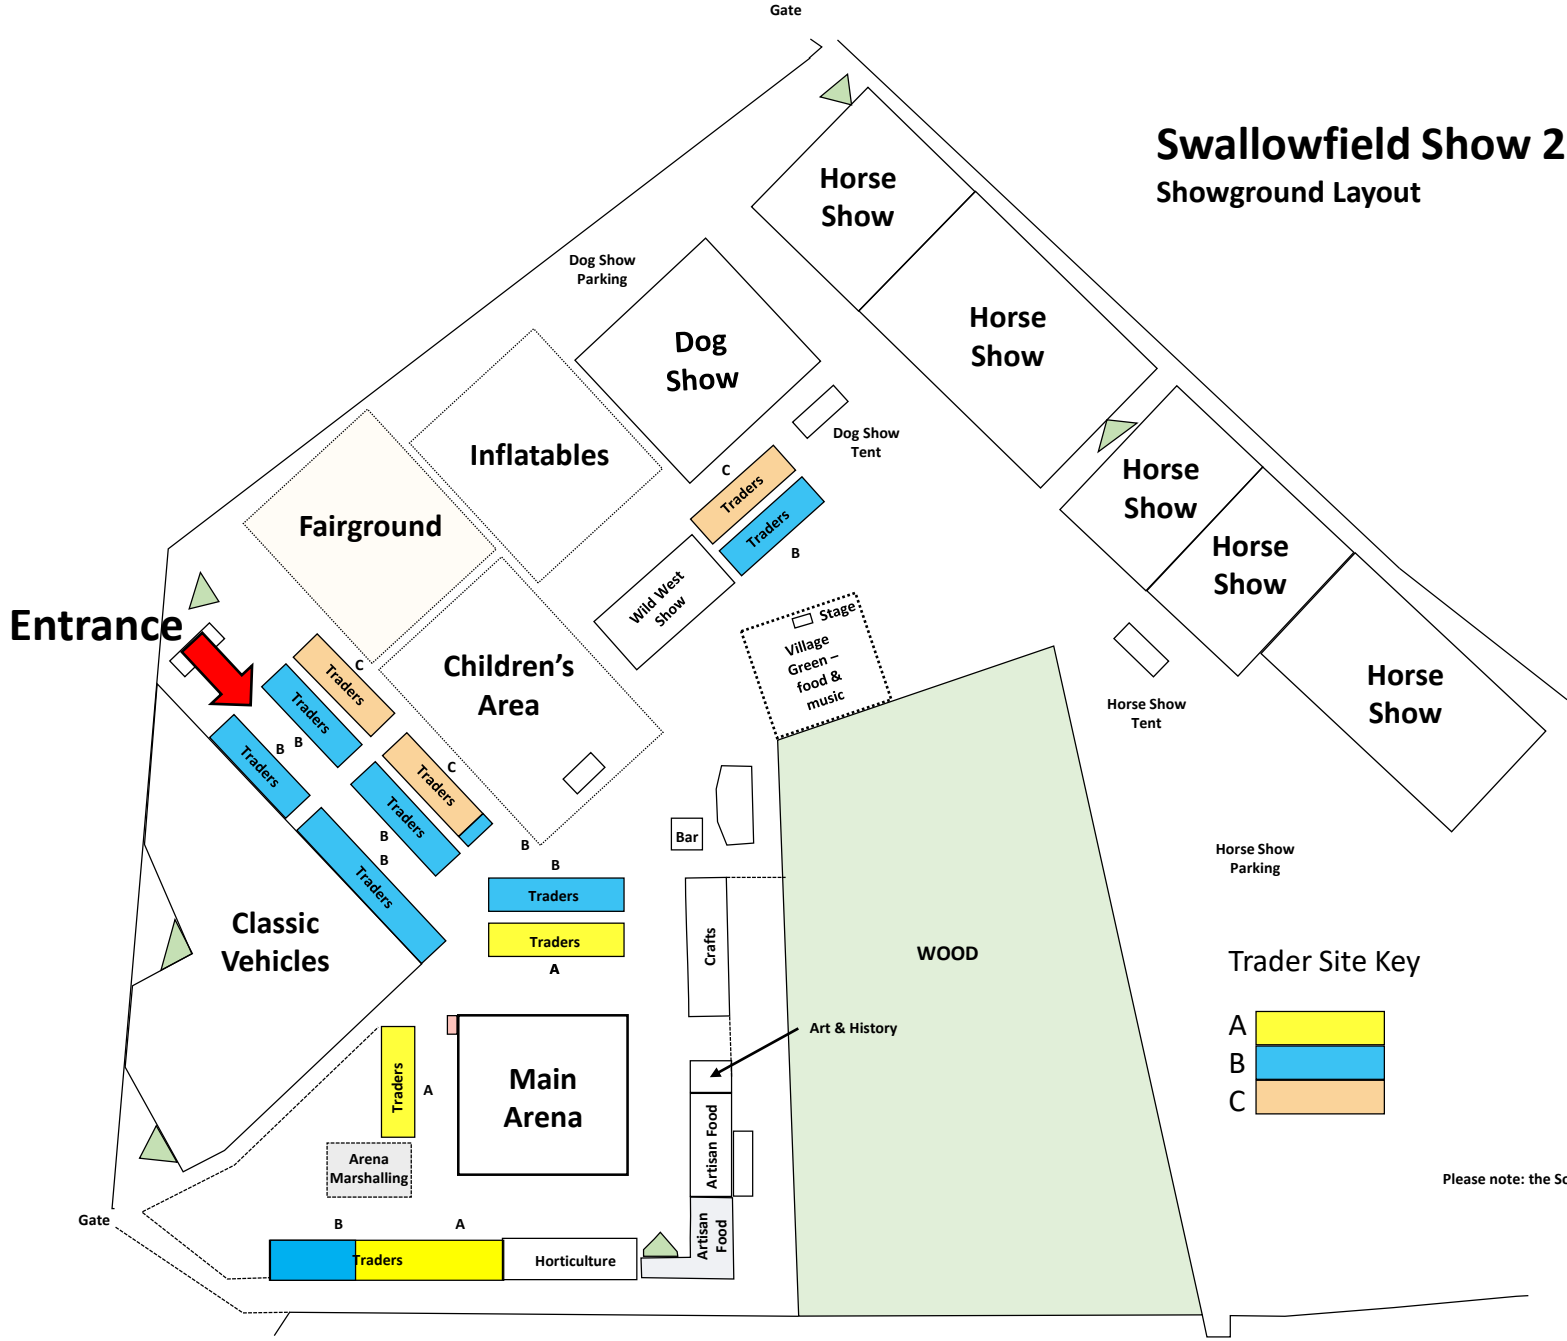 Gate
Swallowfield Show 2
Showground Layout
Horse
Show
Dog Show
Parking
Horse
Show
Dog
Show
Inflatables
Dog Show
Tent
C
Traders
Traders
B
Horse
Show
Fairground
Horse
Show
Wild West
Show
Stage
Village
Green –
food &
music
Entrance
C
Traders
Traders
B
B
Traders
Children's
Area
Horse Show
Tent
Horse
Show
C
Traders
Traders
B
B
Traders
B
Bar
Horse Show
Parking
B
Traders
Traders
A
Crafts
Classic
Vehicles
WOOD
Trader Site Key
A
B
C
Art & History
Traders
A
Main
Arena
Artisan Food
Arena
Marshalling
Please note: the So
Gate
B
A
Traders
Horticulture
Artisan
Food